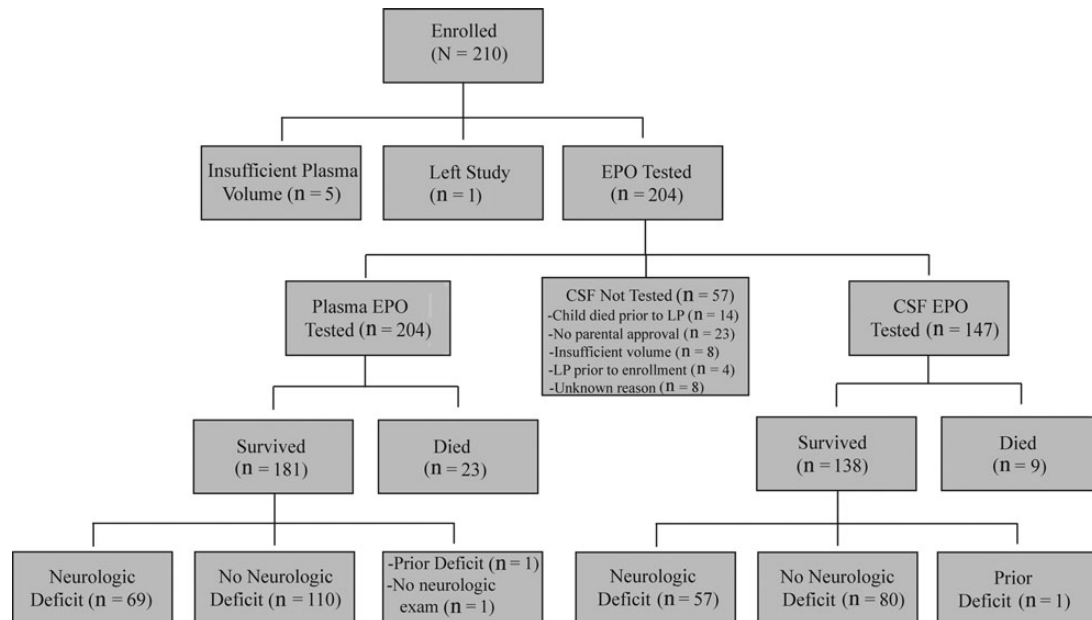 Enrolled
(N = 210)
Insufficient Plasma
Volume (n = 5)
Left Study
(n = 1)
EPO Tested
(n = 204)
Plasma EPO
Tested (n = 204)
CSF Not Tested (n = 57)
-Child died prior to LP (n = 14)
-No parental approval (n = 23)
-Insufficient volume (n = 8)
-LP prior to enrollment (n = 4)
-Unknown reason (n = 8)
CSF EPO
Tested (n = 147)
Survived
(n = 181)
Died
(n = 23)
Survived
(n = 138)
Died
(n = 9)
Neurologic
Deficit (n = 69)
No Neurologic
Deficit (n = 110)
-Prior Deficit (n = 1)
-No neurologic
exam (n = 1)
Neurologic
Deficit (n = 57)
No Neurologic
Deficit (n = 80)
Prior
Deficit (n = 1)